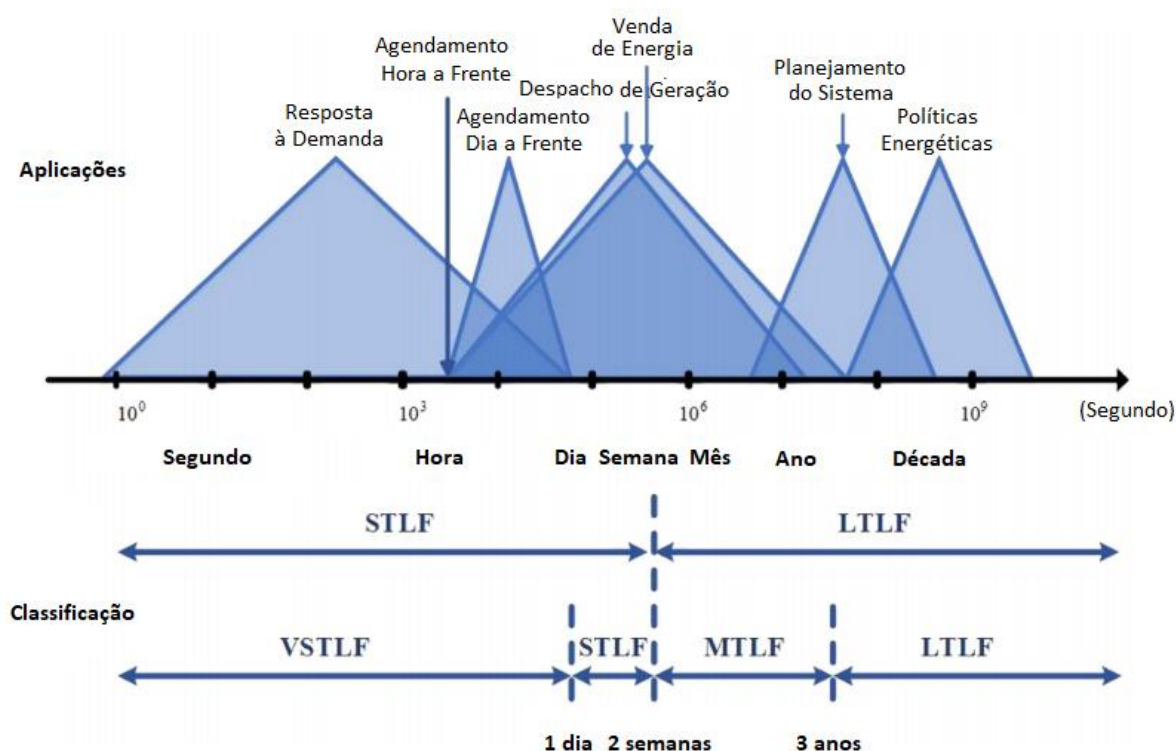 Venda
de Energia
Agendamento
Hora a Frente
Despacho de Geração
Planejamento
do Sistema
Resposta
à Demanda
Agendamento
Dia a Frente
Políticas
Energéticas
Aplicações
10⁰ 10³ 10⁶ 10⁹ (Segundo)
Segundo Hora Dia Semana Mês Ano Década
STLF LTLF
Classificação
VSTLF STLF MTLF LTLF
1 dia 2 semanas 3 anos